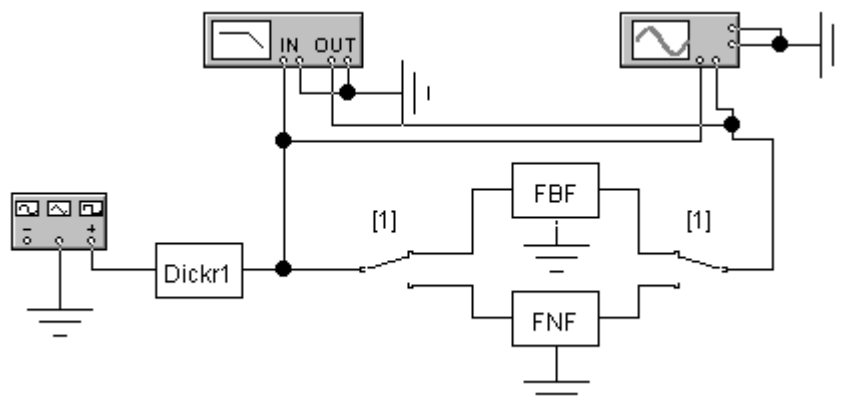 IN OUT
FBF
[1] [1]
- +
Dickr1
FNF